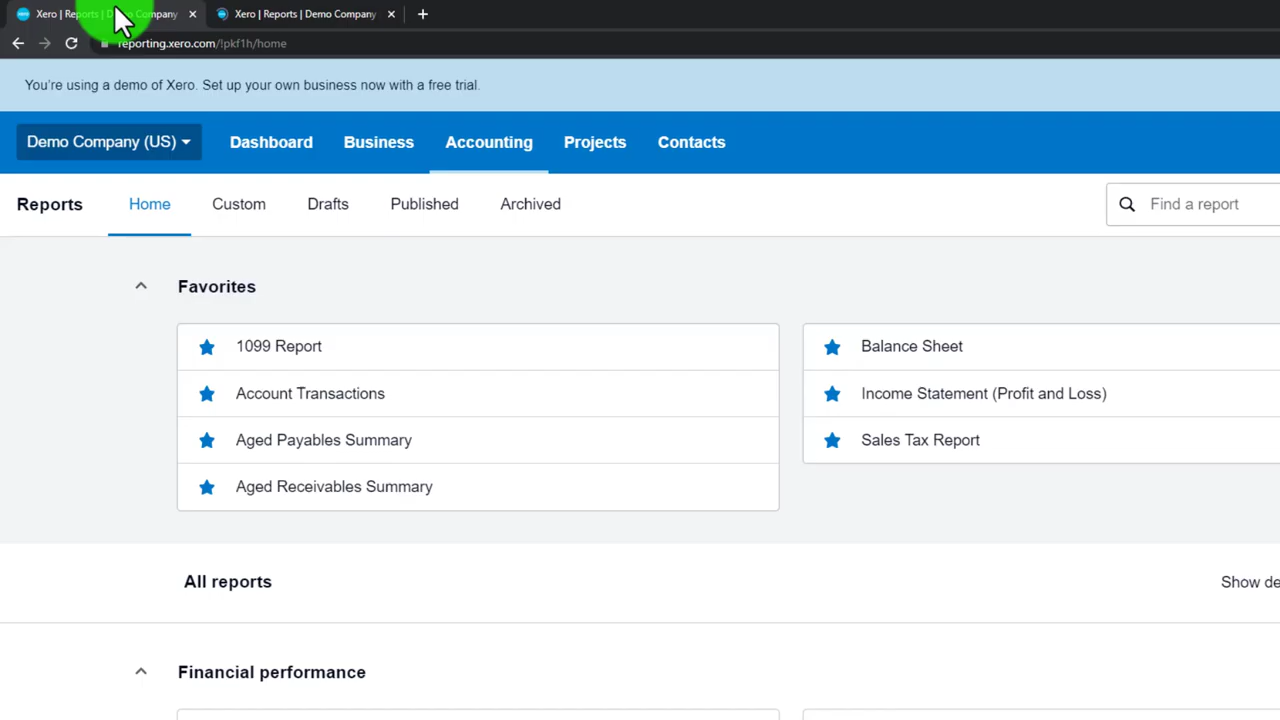 Xero | Reports | Demo Company
Xero | Reports | Demo Company
reporting.xero.com/!pkf1h/home
You're using a demo of Xero. Set up your own business now with a free trial.
Demo Company (US)
Dashboard
Business
Accounting
Projects
Contacts
Reports
Home
Custom
Drafts
Published
Archived
Find a report
Favorites
1099 Report
Account Transactions
Aged Payables Summary
Aged Receivables Summary
Balance Sheet
Income Statement (Profit and Loss)
Sales Tax Report
All reports
Show de
Financial performance